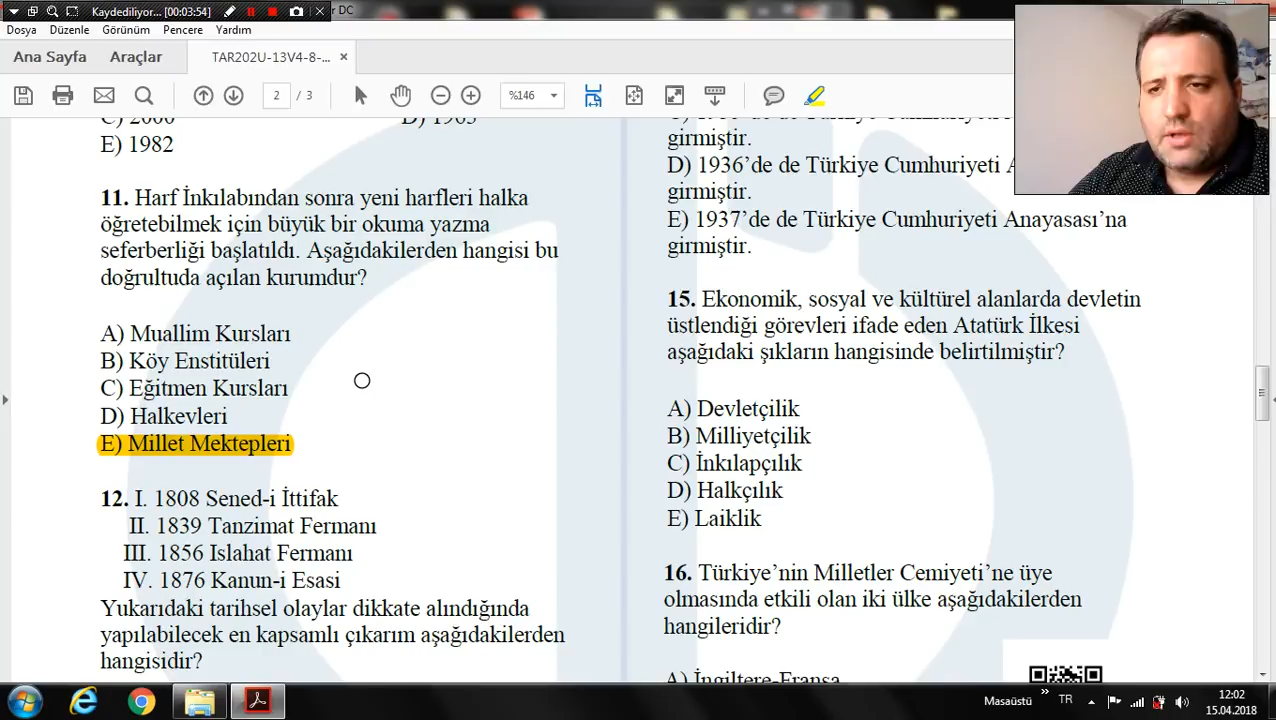 Kaydediliyor... [00:03:54]
r DC
Dosya Düzenle Görünüm Pencere Yardım
Ana Sayfa Araçlar TAR202U-13V4-8-... ×
2 / 3 %146
C) 2000 D) 1963
E) 1982
11. Harf İnkılabından sonra yeni harfleri halka
öğretebilmek için büyük bir okuma yazma
seferberliği başlatıldı. Aşağıdakilerden hangisi bu
doğrultuda açılan kurumdur?
A) Muallim Kursları
B) Köy Enstitüleri
C) Eğitmen Kursları
D) Halkevleri
E) Millet Mektepleri
12. I. 1808 Sened-i İttifak
II. 1839 Tanzimat Fermanı
III. 1856 Islahat Fermanı
IV. 1876 Kanun-i Esasi
Yukarıdaki tarihsel olaylar dikkate alındığında
yapılabilecek en kapsamlı çıkarım aşağıdakilerden
hangisidir?
girmiştir.
D) 1936’de de Türkiye Cumhuriyeti A
girmiştir.
E) 1937’de de Türkiye Cumhuriyeti Anayasası’na
girmiştir.
15. Ekonomik, sosyal ve kültürel alanlarda devletin
üstlendiği görevleri ifade eden Atatürk İlkesi
aşağıdaki şıkların hangisinde belirtilmiştir?
A) Devletçilik
B) Milliyetçilik
C) İnkılapçılık
D) Halkçılık
E) Laiklik
16. Türkiye’nin Milletler Cemiyeti’ne üye
olmasında etkili olan iki ülke aşağıdakilerden
hangileridir?
A) İngiltere-Fransa
Masaüstü TR 12:02
15.04.2018